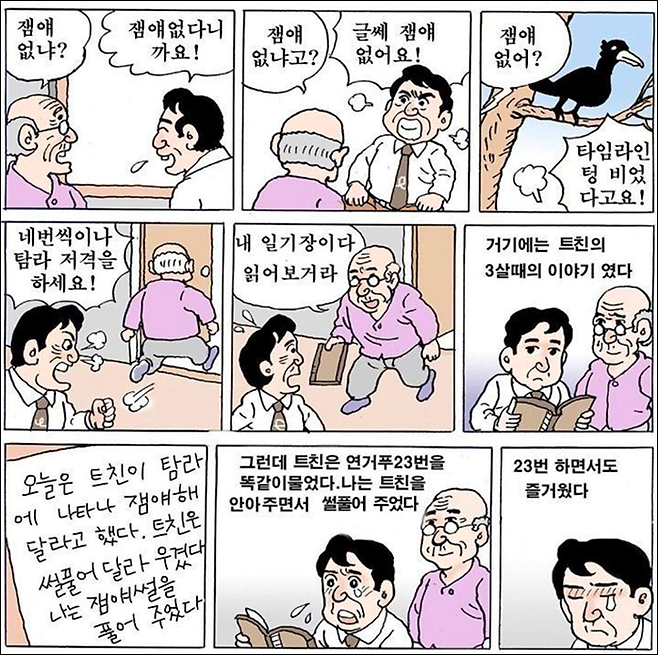 잼얘
없냐?
잼얘없다니
까요!
잼얘
없냐고?
글쎄 잼얘
없어요!
잼얘
없어?
타임라인
텅 비었
다고요!
네번씩이나
탐라 저격을
하세요!
내 일기장이다
읽어보거라
거기에는 트친의
3살때의 이야기 였다
오늘은 트친이 탐라
에 나타나 잼얘해
달라고 했다. 트친은
썰풀어 달라 우겼다
나는 잼얘썰을
풀어 주었다
그런데 트친은 연거푸23번을
똑같이물었다.나는 트친을
안아주면서 썰풀어 주었다
23번 하면서도
즐거웠다